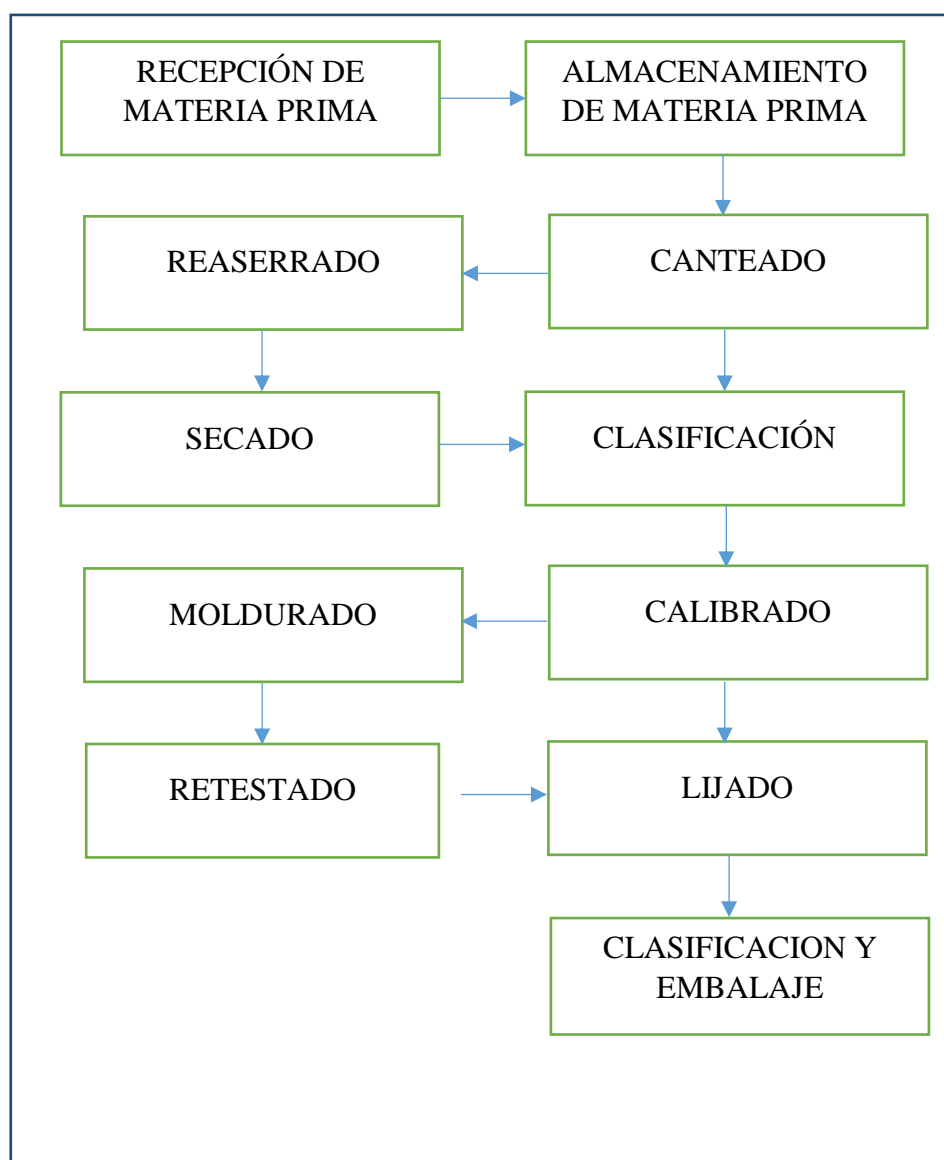 RECEPCIÓN DE
MATERIA PRIMA
ALMACENAMIENTO
DE MATERIA PRIMA
REASERRADO
CANTEADO
SECADO
CLASIFICACIÓN
MOLDURADO
CALIBRADO
RETESTADO
LIJADO
CLASIFICACION Y
EMBALAJE